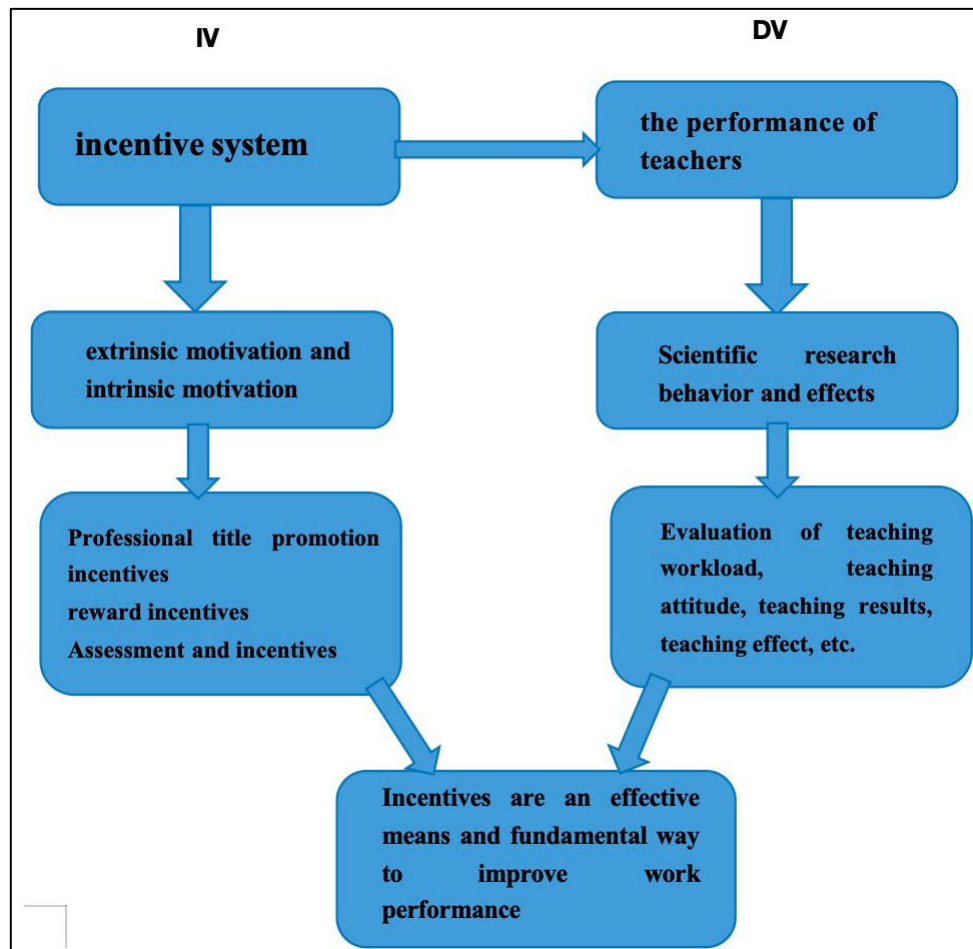 IV
DV
incentive system
the performance of
teachers
extrinsic motivation and
intrinsic motivation
Scientific research
behavior and effects
Professional title promotion
incentives
reward incentives
Assessment and incentives
Evaluation of teaching
workload, teaching
attitude, teaching results,
teaching effect, etc.
Incentives are an effective
means and fundamental way
to improve work
performance